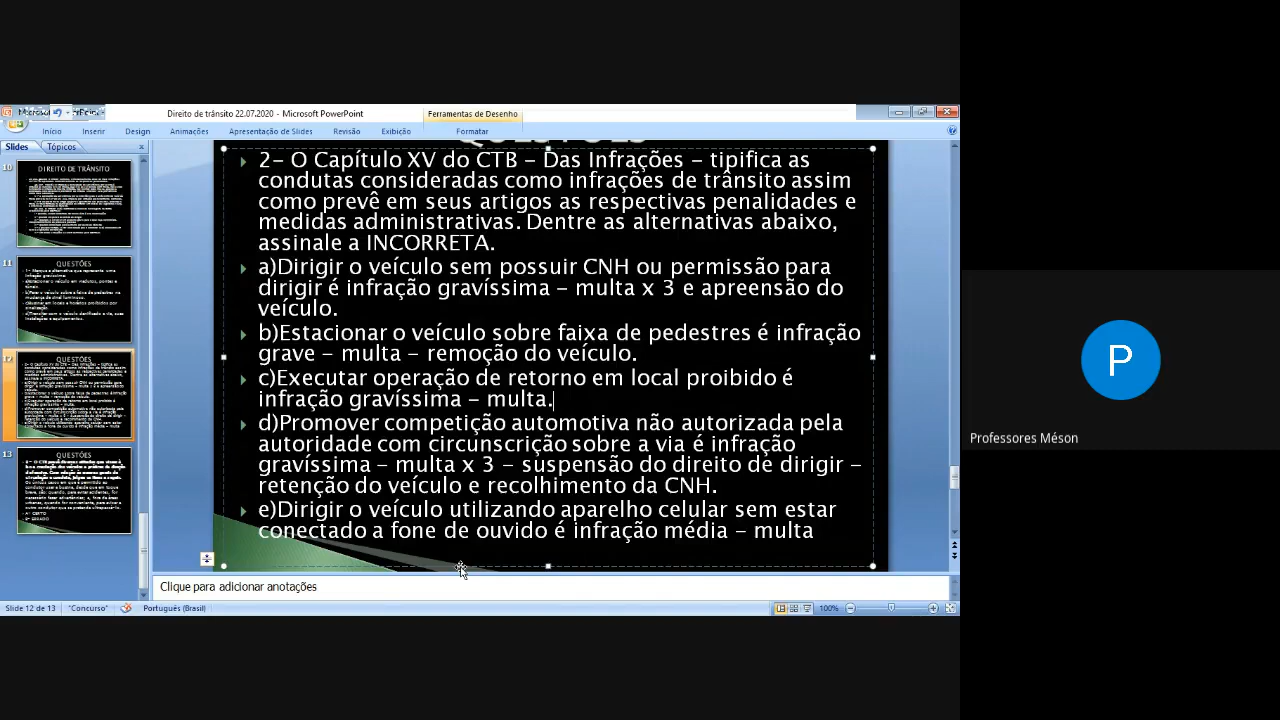 Direito de trânsito 22.07.2020 - Microsoft PowerPoint
Ferramentas de Desenho
Início Inserir Design Animações Apresentação de Slides Revisão Exibição Formatar
Slides Tópicos
10
DIREITO DE TRÂNSITO
11
QUESTÕES
12
QUESTÕES
13
QUESTÕES
2- O Capítulo XV do CTB – Das Infrações – tipifica as
condutas consideradas como infrações de trânsito assim
como prevê em seus artigos as respectivas penalidades e
medidas administrativas. Dentre as alternativas abaixo,
assinale a INCORRETA.
a)Dirigir o veículo sem possuir CNH ou permissão para
dirigir é infração gravíssima – multa x 3 e apreensão do
veículo.
b)Estacionar o veículo sobre faixa de pedestres é infração
grave – multa – remoção do veículo.
c)Executar operação de retorno em local proibido é
infração gravíssima – multa.
d)Promover competição automotiva não autorizada pela
autoridade com circunscrição sobre a via é infração
gravíssima – multa x 3 – suspensão do direito de dirigir –
retenção do veículo e recolhimento da CNH.
e)Dirigir o veículo utilizando aparelho celular sem estar
conectado a fone de ouvido é infração média – multa
Clique para adicionar anotações
Slide 12 de 13 "Concurso" Português (Brasil) 100%
P
Professores Méson